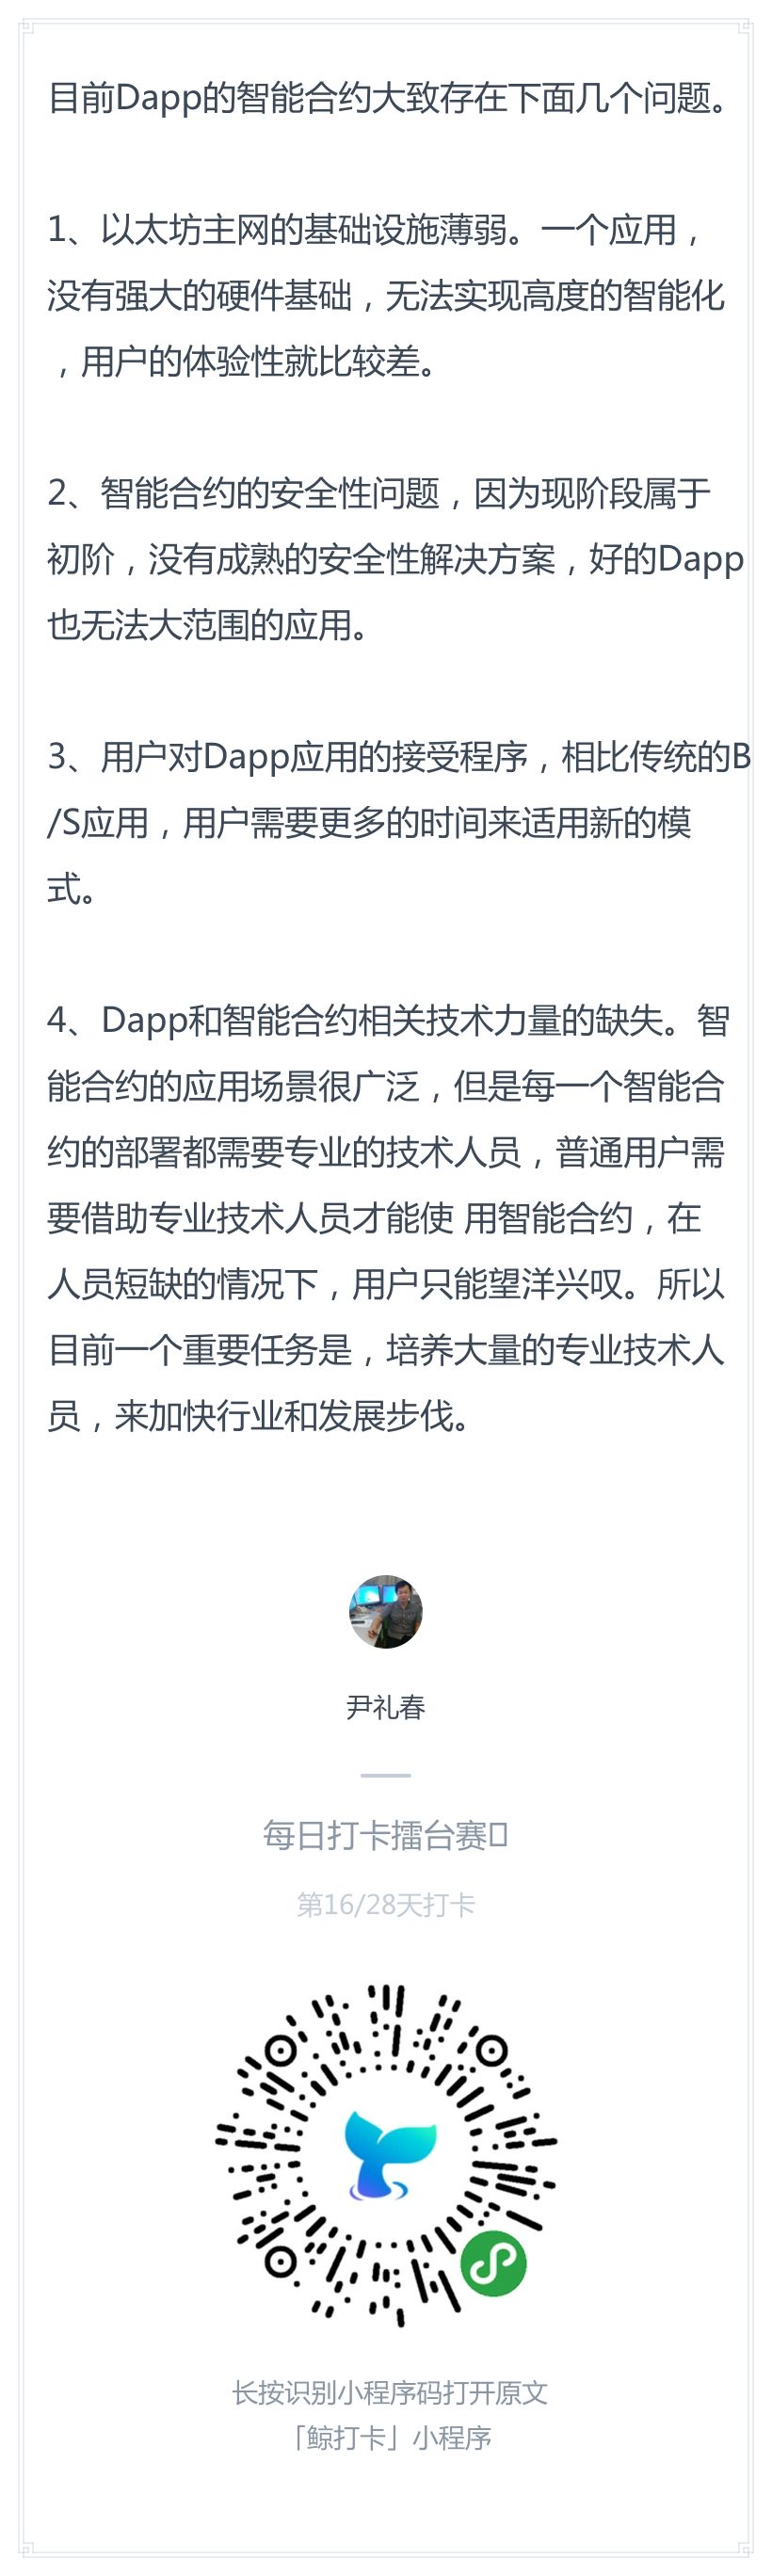 目前Dapp的智能合约大致存在下面几个问题。
1、以太坊主网的基础设施薄弱。一个应用，
没有强大的硬件基础，无法实现高度的智能化
，用户的体验性就比较差。
2、智能合约的安全性问题，因为现阶段属于
初阶，没有成熟的安全性解决方案，好的Dapp
也无法大范围的应用。
3、用户对Dapp应用的接受程序，相比传统的B
/S应用，用户需要更多的时间来适用新的模
式。
4、Dapp和智能合约相关技术力量的缺失。智
能合约的应用场景很广泛，但是每一个智能合
约的部署都需要专业的技术人员，普通用户需
要借助专业技术人员才能使 用智能合约，在
人员短缺的情况下，用户只能望洋兴叹。所以
目前一个重要任务是，培养大量的专业技术人
员，来加快行业和发展步伐。
尹礼春
每日打卡擂台赛
第16/28天打卡
长按识别小程序码打开原文
「鲸打卡」小程序